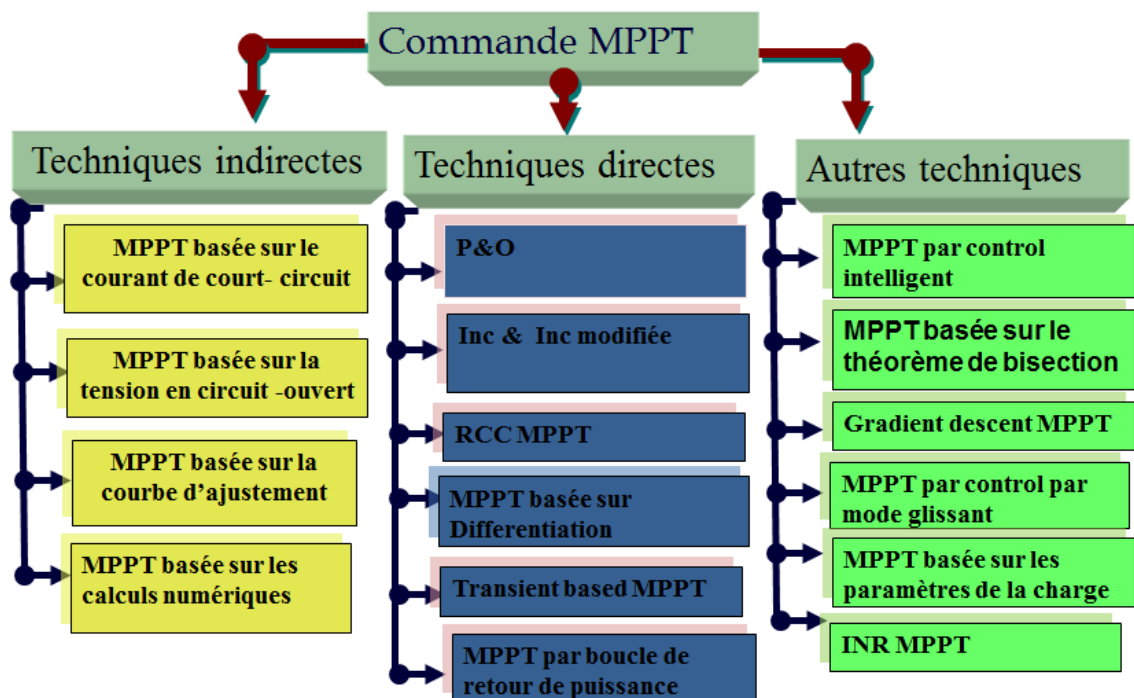 Commande MPPT
Techniques indirectes
MPPT basée sur le
courant de court- circuit
MPPT basée sur la
tension en circuit -ouvert
MPPT basée sur la
courbe d’ajustement
MPPT basée sur les
calculs numériques
Techniques directes
P&O
Inc & Inc modifiée
RCC MPPT
MPPT basée sur
Differentiation
Transient based MPPT
MPPT par boucle de
retour de puissance
Autres techniques
MPPT par control
intelligent
MPPT basée sur le
théorème de bisection
Gradient descent MPPT
MPPT par control par
mode glissant
MPPT basée sur les
paramètres de la charge
INR MPPT